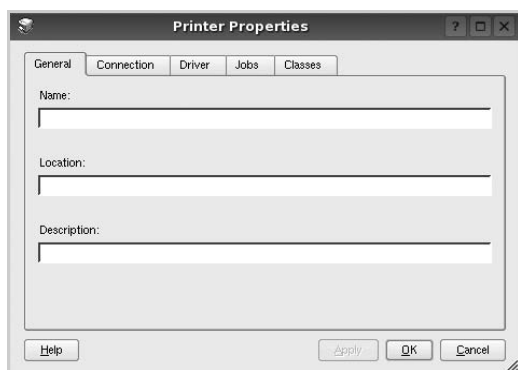 Printer Properties
?
General Connection Driver Jobs Classes
Name:
Location:
Description:
Help Apply OK Cancel